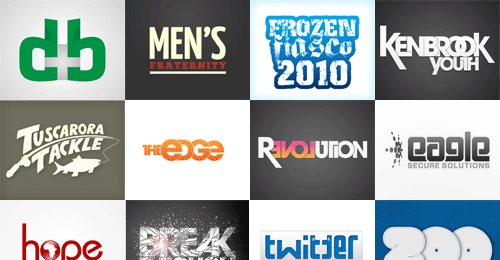 db
MEN'S
FRATERNITY
FROZEN
fiasco
2010
KENBROOK
YOUTH
TUSCARORA
TACKLE
THE EDGE
REVOLUTION
eagle
SECURE SOLUTIONS
hope
BREAK
twitter